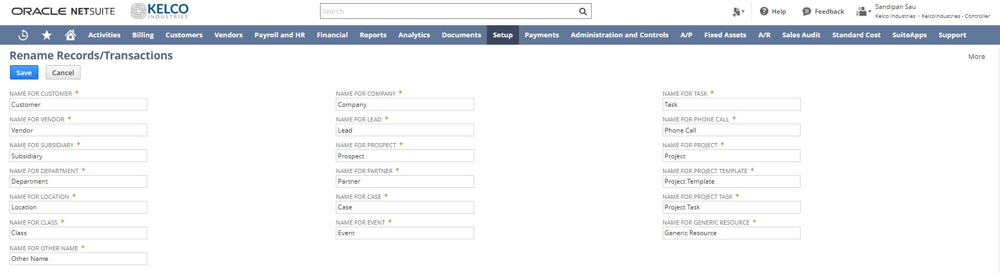 ORACLE NETSUITE
KELCO
INDUSTRIES
Search
Help
Feedback
Sandipan Sau
Kelco Industries - KelcoIndustries - Controller
Activities Billing Customers Vendors Payroll and HR Financial Reports Analytics Documents Setup Payments Administration and Controls A/P Fixed Assets A/R Sales Audit Standard Cost SuiteApps Support
Rename Records/Transactions
More
Save Cancel
NAME FOR CUSTOMER *
Customer
NAME FOR VENDOR *
Vendor
NAME FOR SUBSIDIARY *
Subsidiary
NAME FOR DEPARTMENT *
Department
NAME FOR LOCATION *
Location
NAME FOR CLASS *
Class
NAME FOR OTHER NAME *
Other Name
NAME FOR COMPANY *
Company
NAME FOR LEAD *
Lead
NAME FOR PROSPECT *
Prospect
NAME FOR PARTNER *
Partner
NAME FOR CASE *
Case
NAME FOR EVENT *
Event
NAME FOR TASK *
Task
NAME FOR PHONE CALL *
Phone Call
NAME FOR PROJECT *
Project
NAME FOR PROJECT TEMPLATE *
Project Template
NAME FOR PROJECT TASK *
Project Task
NAME FOR GENERIC RESOURCE *
Generic Resource